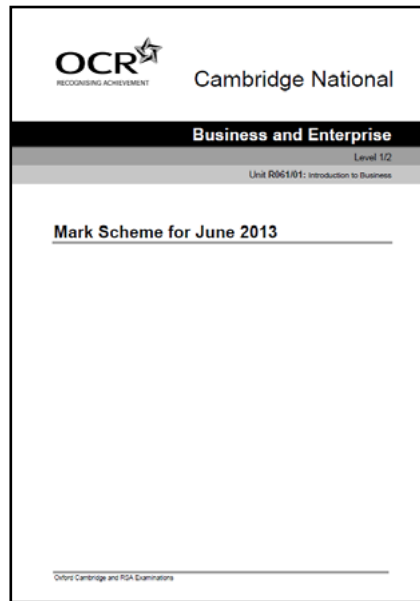 OCR
RECOGNISING ACHIEVEMENT
Cambridge National
Business and Enterprise
Level 1/2
Unit R061/01: Introduction to Business
Mark Scheme for June 2013
Oxford Cambridge and RSA Examinations